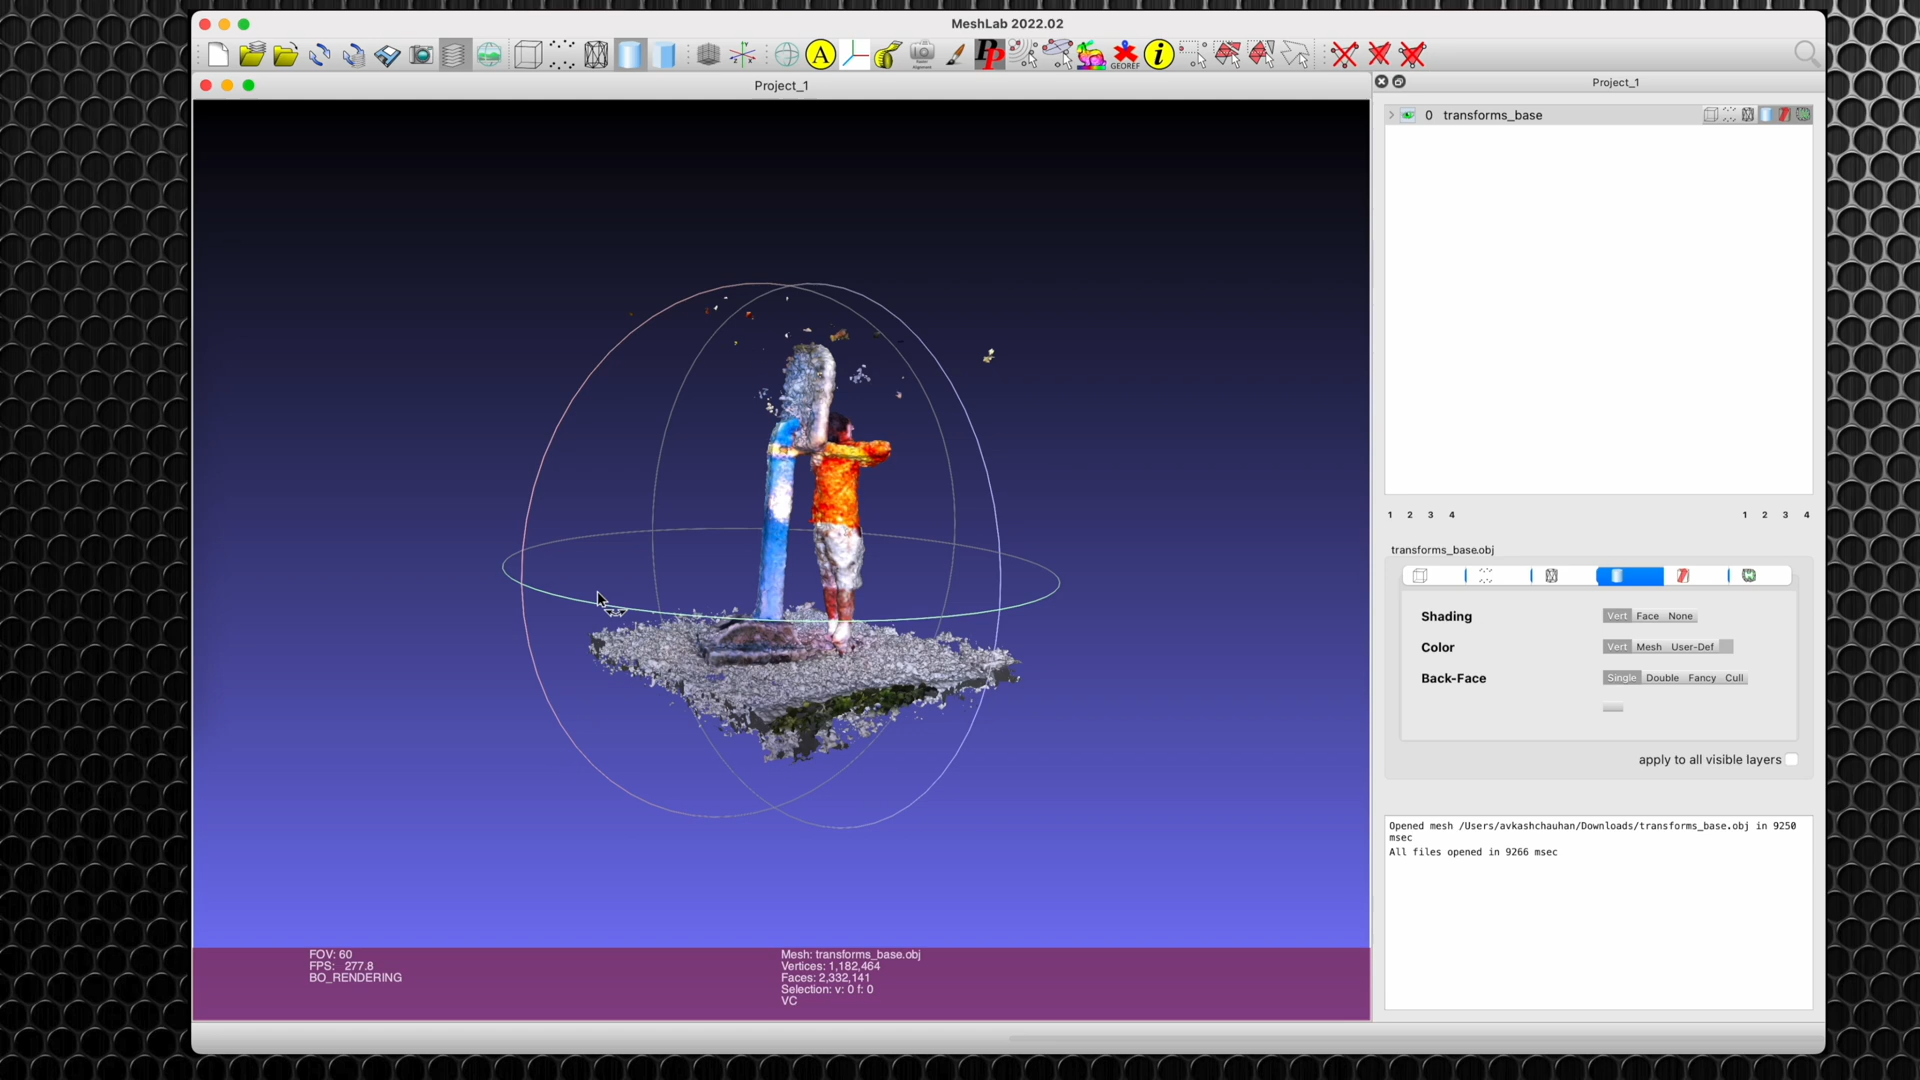 MeshLab 2022.02
A
PP
GEOREF
i
Project_1
Project_1
0 transforms_base
1 2 3 4
1 2 3 4
transforms_base.obj
Shading Vert Face None
Color Vert Mesh User-Def
Back-Face Single Double Fancy Cull
apply to all visible layers
Opened mesh /Users/avkashchauhan/Downloads/transforms_base.obj in 9250
msec
All files opened in 9266 msec
FOV: 60
FPS: 277.8
BO_RENDERING
Mesh: transforms_base.obj
Vertices: 1,182,464
Faces: 2,332,141
Selection: v: 0 f: 0
VC